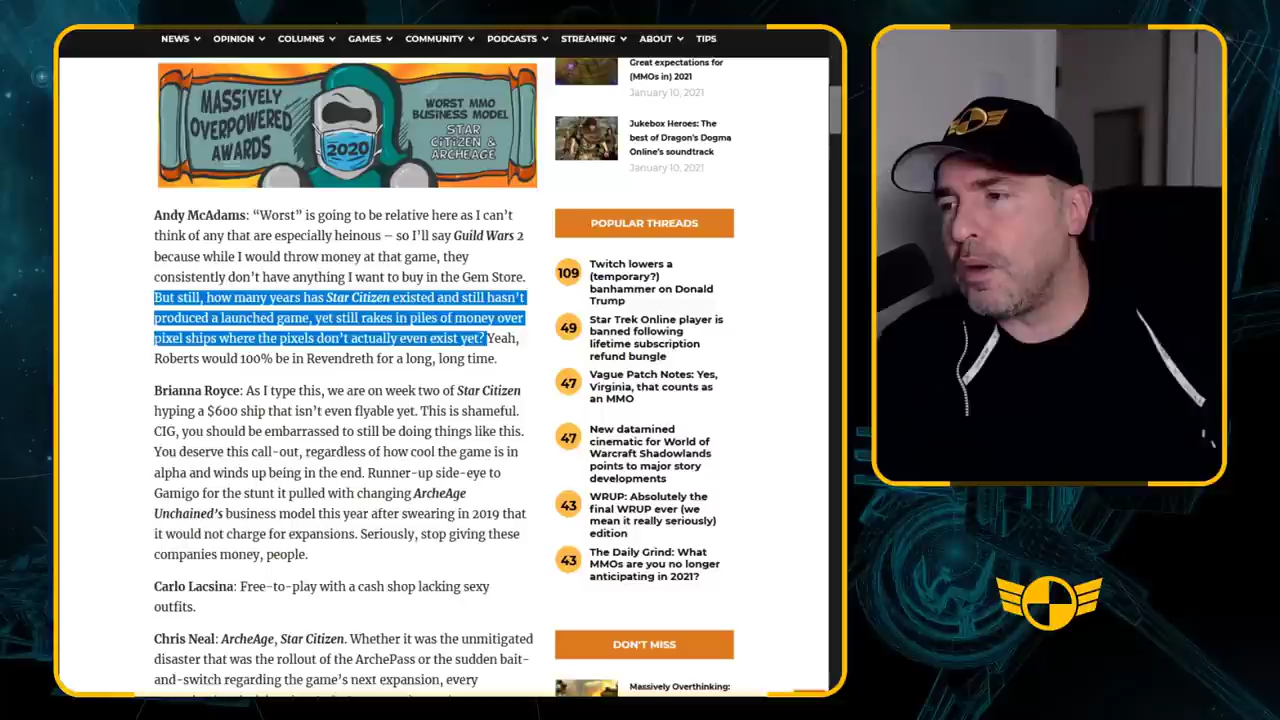 NEWS OPINION COLUMNS GAMES COMMUNITY PODCASTS STREAMING ABOUT TIPS
MASSIVELY
OVERPOWERED
AWARDS
2020
WORST MMO
BUSINESS MODEL
STAR
CITIZEN &
ARCHEAGE
Andy McAdams: “Worst” is going to be relative here as I can’t
think of any that are especially heinous – so I’ll say Guild Wars 2
because while I would throw money at that game, they
consistently don’t have anything I want to buy in the Gem Store.
But still, how many years has Star Citizen existed and still hasn’t
produced a launched game, yet still rakes in piles of money over
pixel ships where the pixels don’t actually even exist yet? Yeah,
Roberts would 100% be in Revendreth for a long, long time.
Brianna Royce: As I type this, we are on week two of Star Citizen
hyping a $600 ship that isn’t even flyable yet. This is shameful.
CIG, you should be embarrassed to still be doing things like this.
You deserve this call-out, regardless of how cool the game is in
alpha and winds up being in the end. Runner-up side-eye to
Gamigo for the stunt it pulled with changing ArcheAge
Unchained’s business model this year after swearing in 2019 that
it would not charge for expansions. Seriously, stop giving these
companies money, people.
Carlo Lacsina: Free-to-play with a cash shop lacking sexy
outfits.
Chris Neal: ArcheAge, Star Citizen. Whether it was the unmitigated
disaster that was the rollout of the ArchePass or the sudden bait-
and-switch regarding the game’s next expansion, every
Great expectations for
(MMOs in) 2021
January 10, 2021
Jukebox Heroes: The
best of Dragon’s Dogma
Online’s soundtrack
January 10, 2021
POPULAR THREADS
109
Twitch lowers a
(temporary?)
banhammer on Donald
Trump
49
Star Trek Online player is
banned following
lifetime subscription
refund bungle
47
Vague Patch Notes: Yes,
Virginia, that counts as
an MMO
47
New datamined
cinematic for World of
Warcraft Shadowlands
points to major story
developments
43
WRUP: Absolutely the
final WRUP ever (we
mean it really seriously)
edition
43
The Daily Grind: What
MMOs are you no longer
anticipating in 2021?
DON’T MISS
Massively Overthinking: